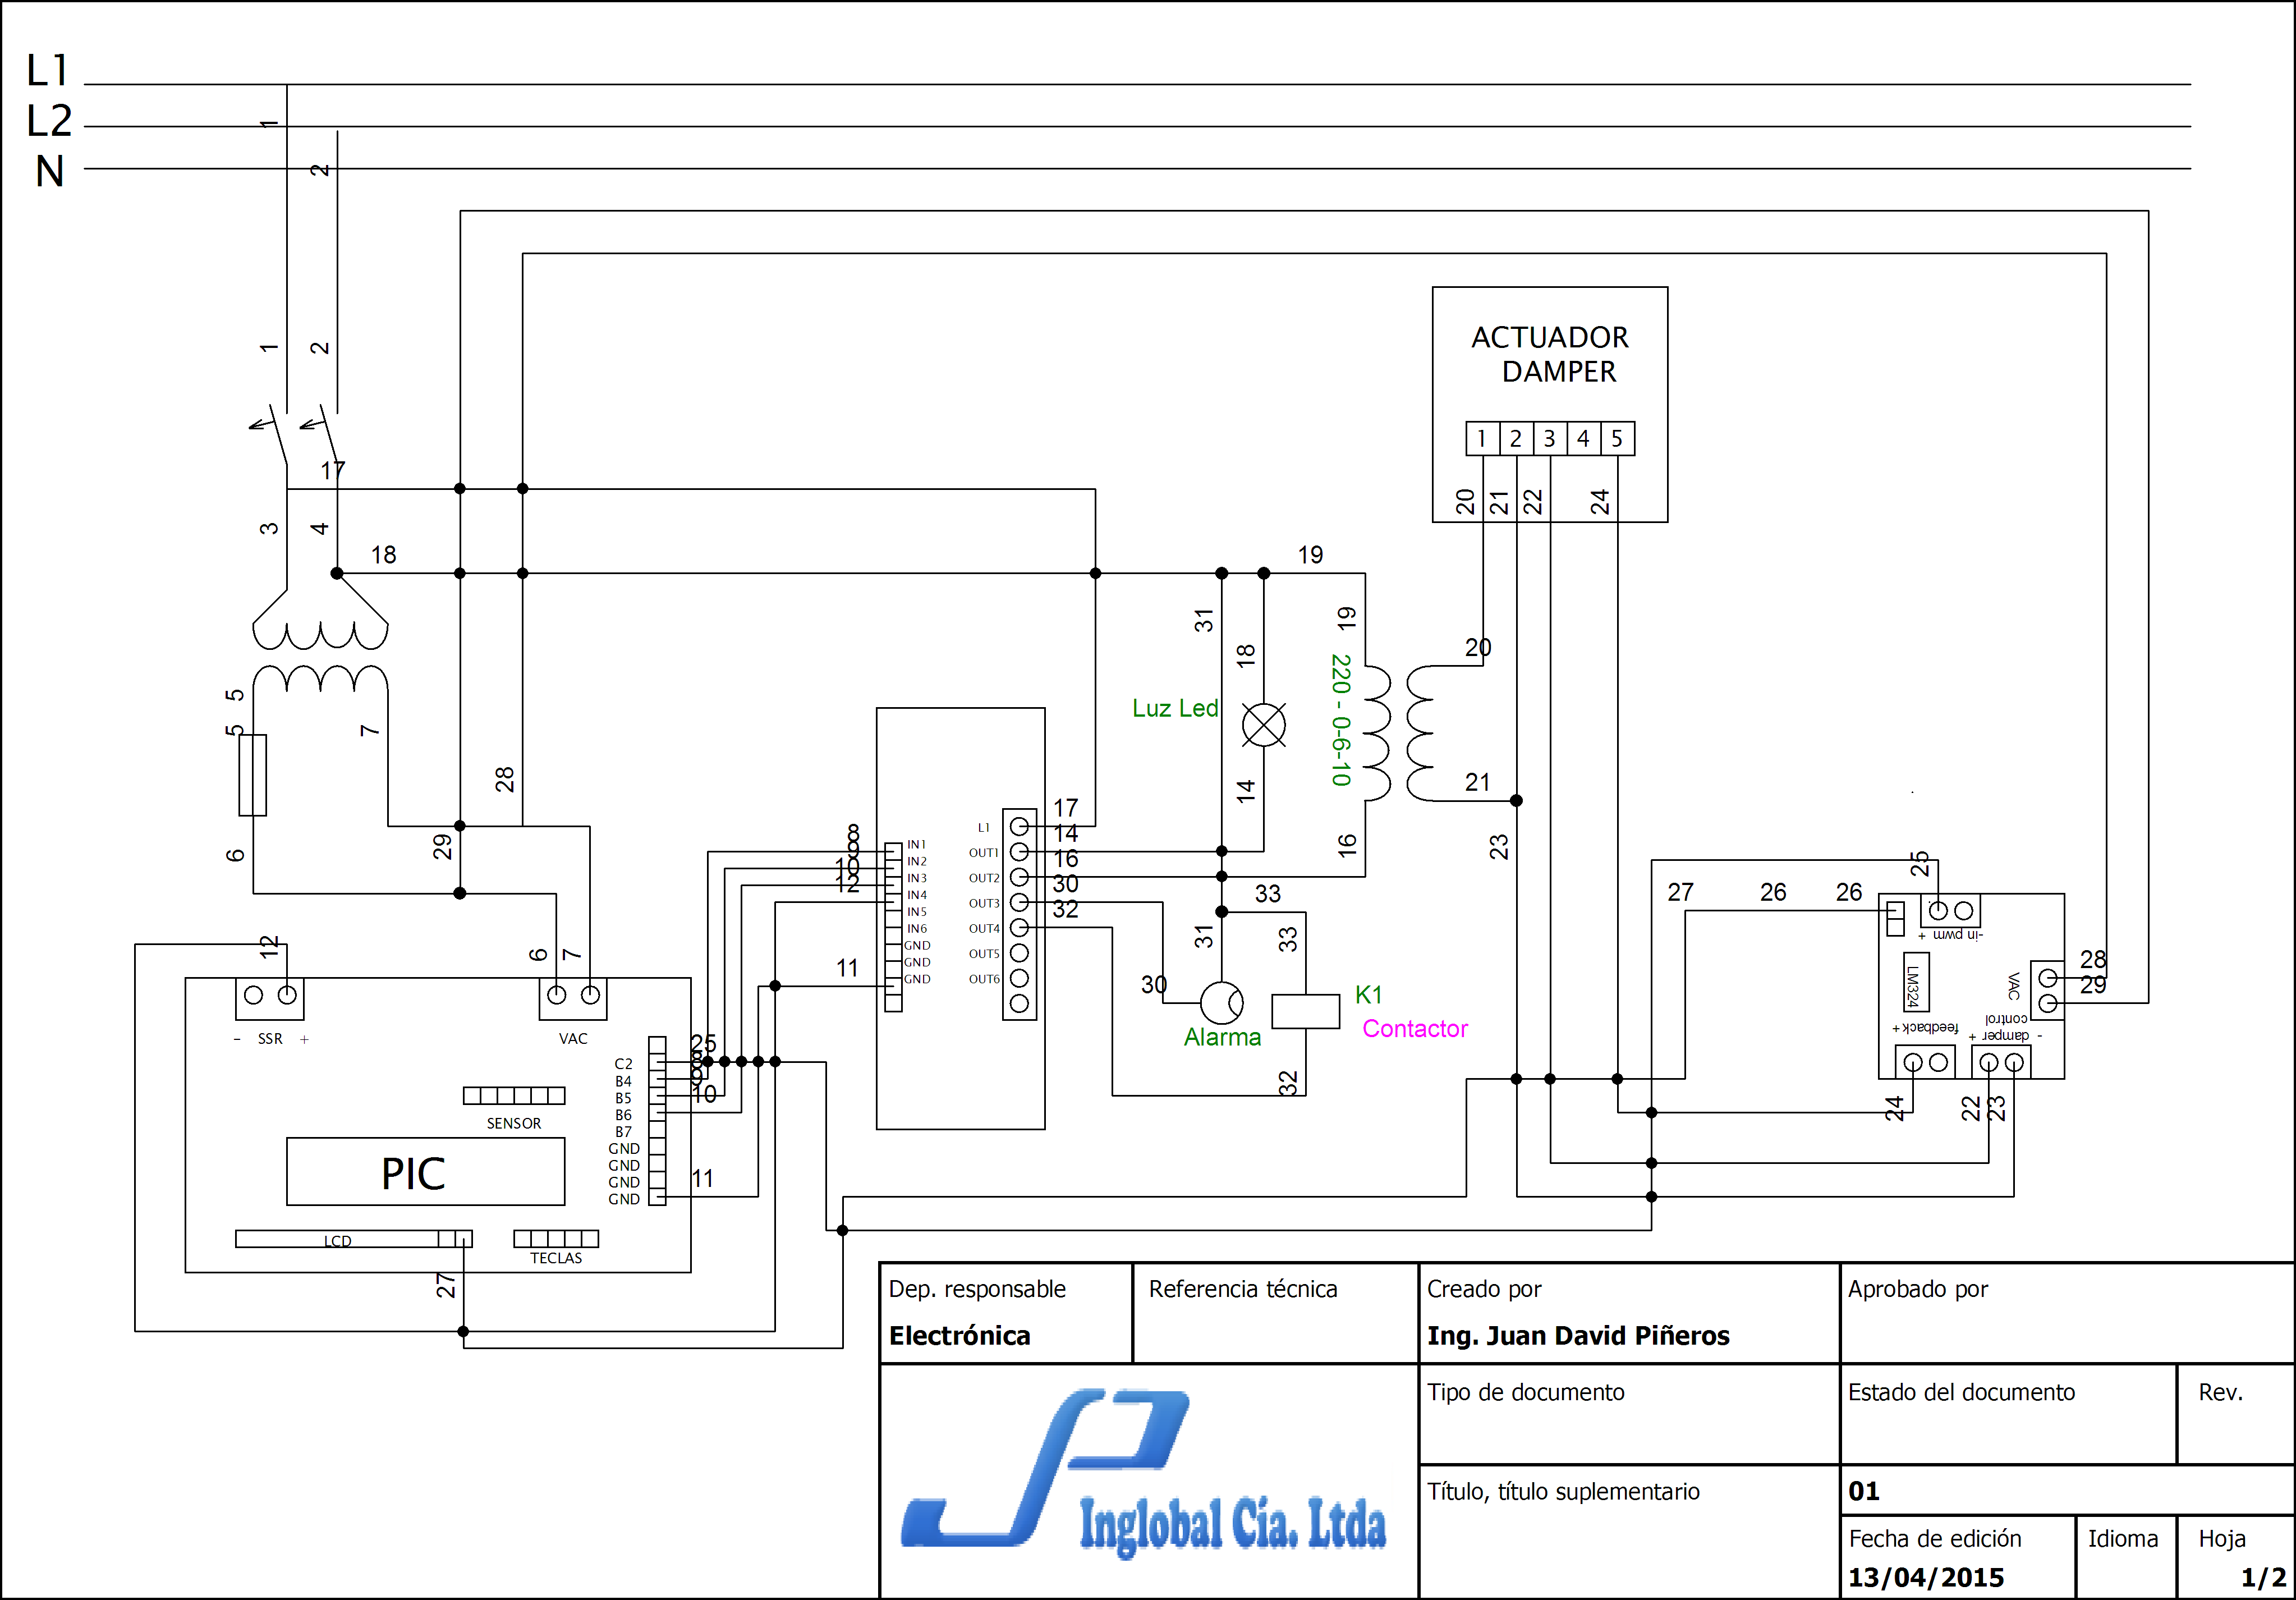 L1
L2
N
1
2
1
2
17
3
4
18
19
ACTUADOR
DAMPER
1 2 3 4 5
20
21
22
24
31
18
19
20
220 - 0-6-10
Luz Led
5
5
7
6
28
29
14
16
21
23
17
14
16
30
32
8
9
10
12
11
IN1
IN2
IN3
IN4
IN5
IN6
GND
GND
GND
L1
OUT1
OUT2
OUT3
OUT4
OUT5
OUT6
33
31
33
30
32
Alarma
K1
Contactor
27
26
26
25
-in pwm +
LM324
VAC
28
29
feedback+
control
damper
+ -
24
22
23
12
6
7
- SSR +
VAC
SENSOR
PIC
LCD
TECLAS
C2
B4
B5
B6
B7
GND
GND
GND
GND
25
8
9
10
11
27
Dep. responsable
Electrónica
Referencia técnica
Creado por
Ing. Juan David Piñeros
Aprobado por
Tipo de documento
Estado del documento
Rev.
Inglobal Cía. Ltda
Título, título suplementario
01
Fecha de edición
13/04/2015
Idioma
Hoja
1/2